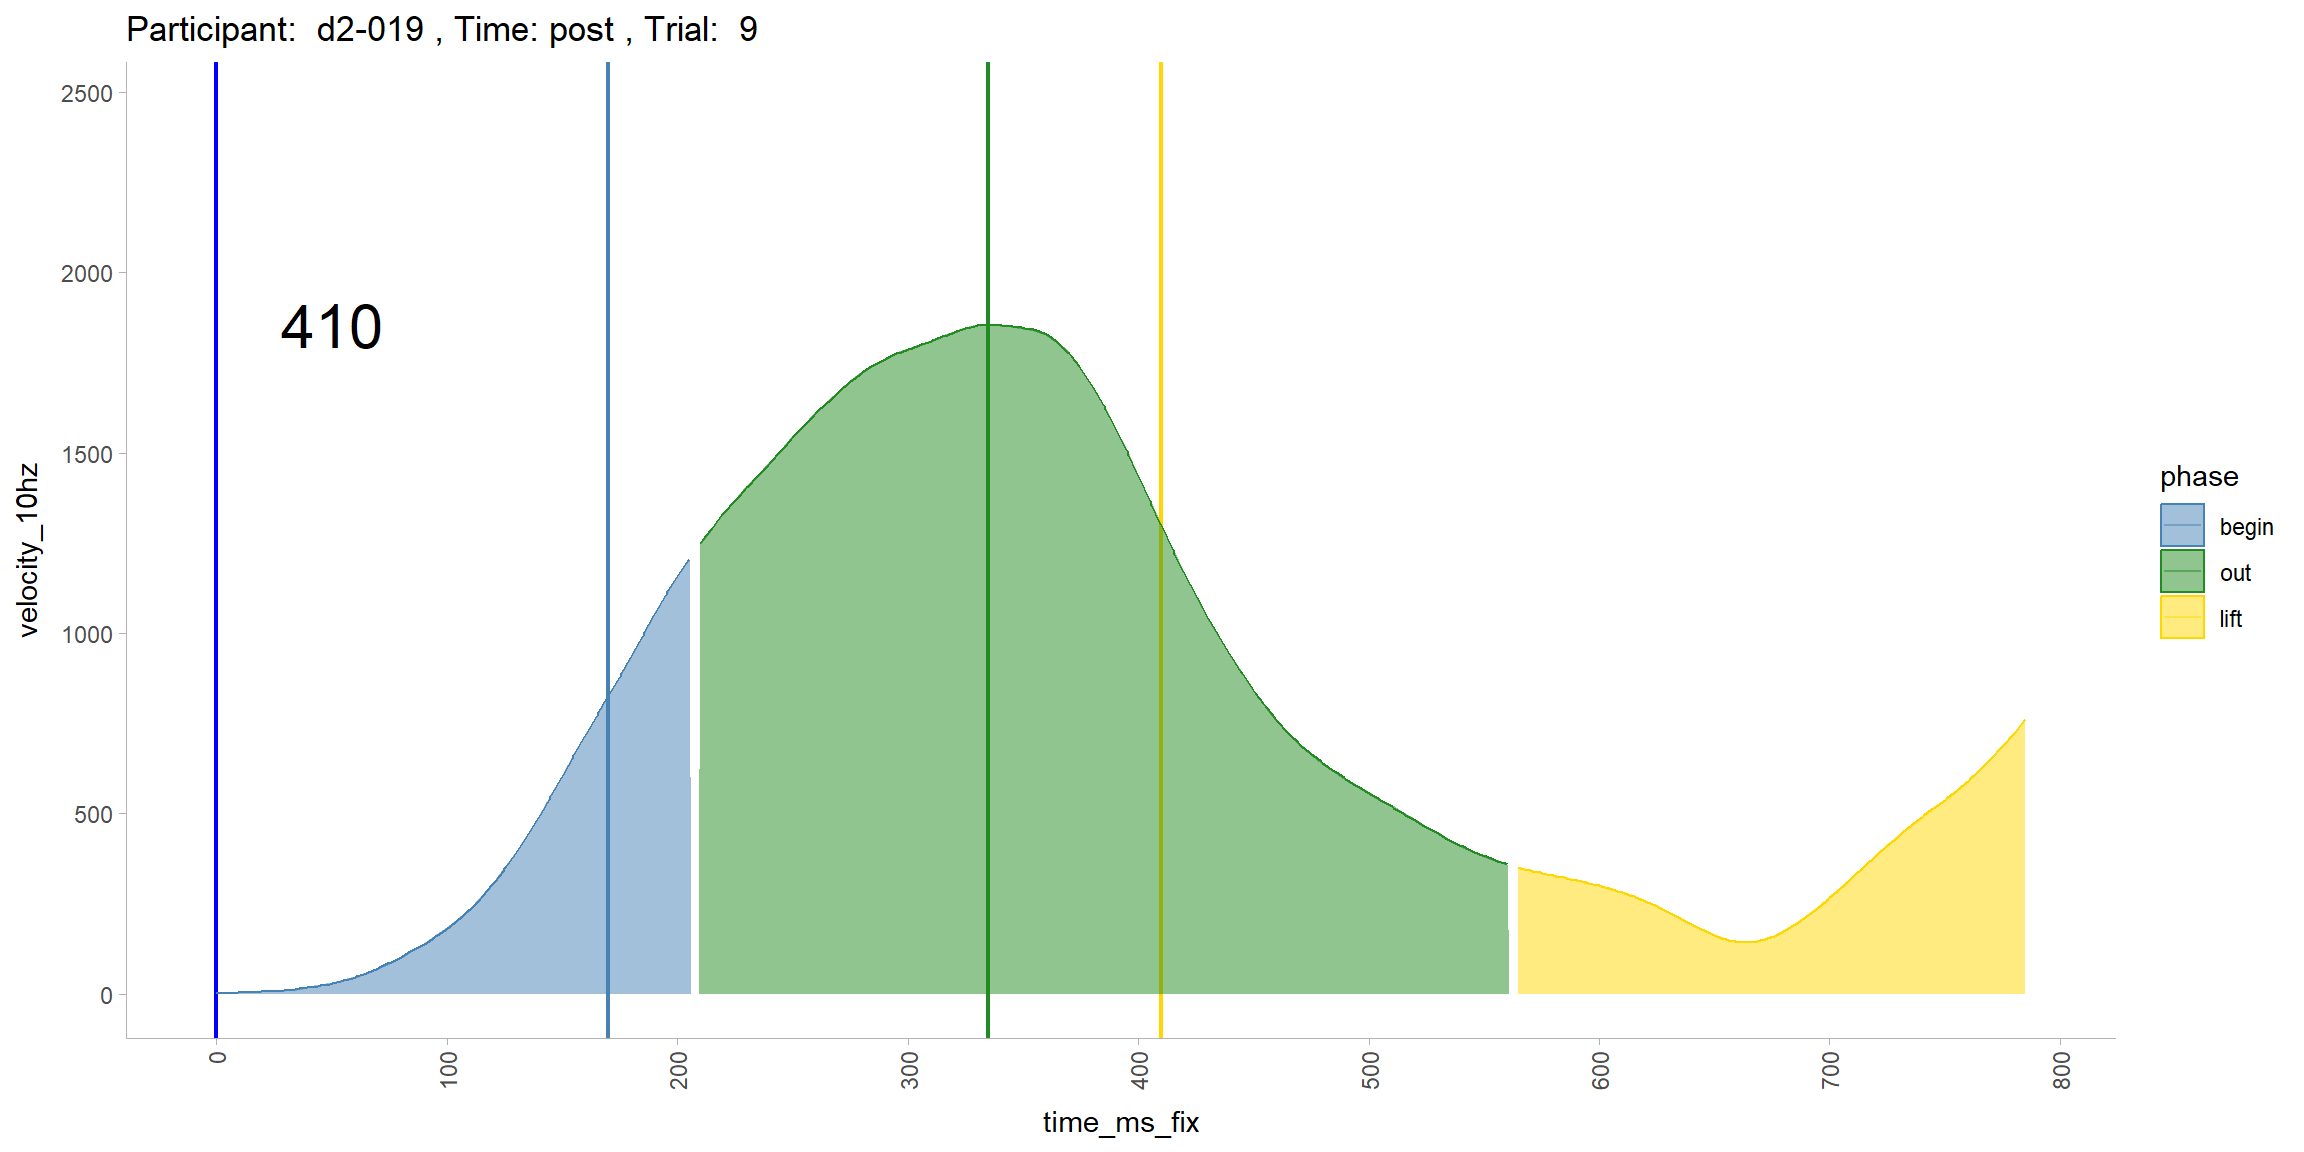 Participant:  d2-019 , Time: post , Trial:  9
2500
2000
1500
1000
500
0
velocity_10hz
410
0
100
200
300
400
500
600
700
800
time_ms_fix
phase
begin
out
lift